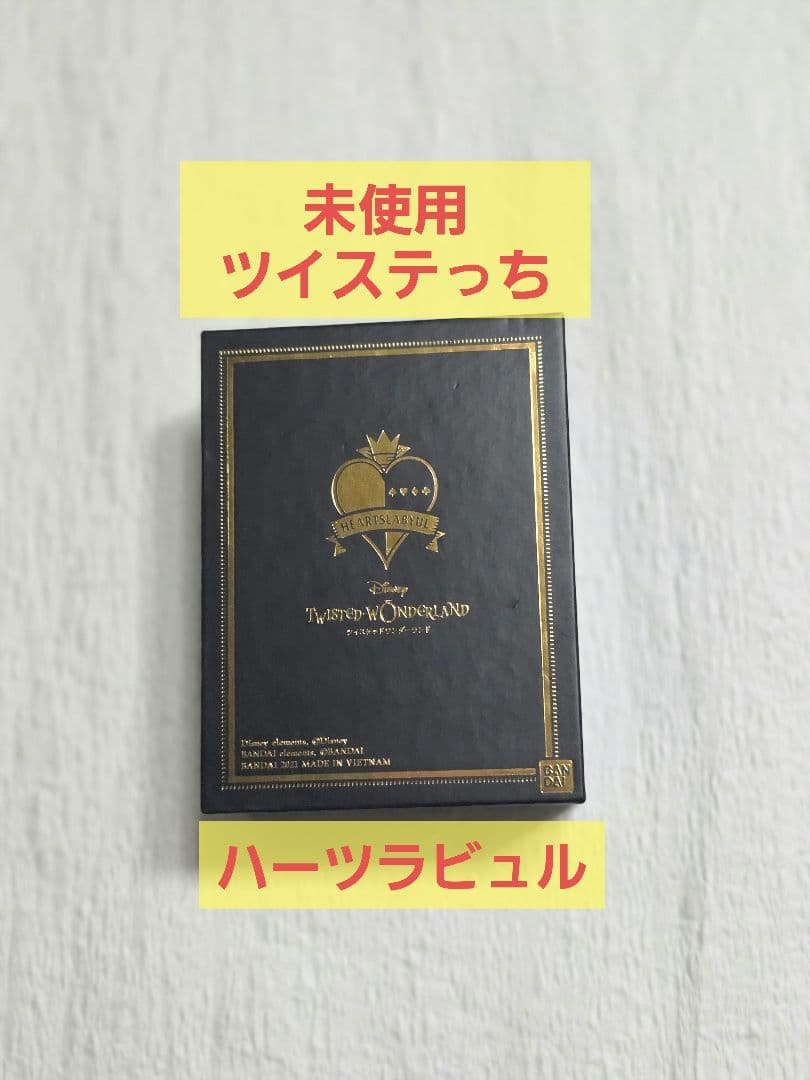 未使用
ツイステっち
HEARTSLABYUL
Disney
TWISTED-WONDERLAND
ツイステッドワンダーランド
Disney elements, ©Disney
BANDAI elements, ©BANDAI
BANDAI 2021 MADE IN VIETNAM
BAN
DAI
ハーツラビュル